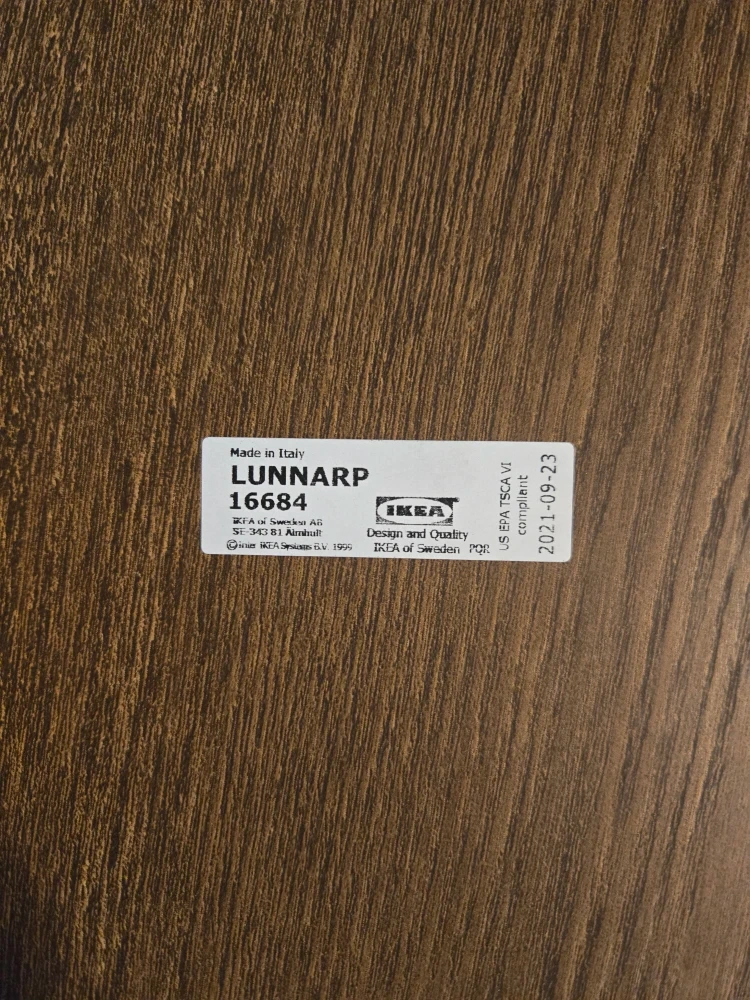 Made in Italy
LUNNARP
16684
IKEA of Sweden AB
SE-343 81 Älmhult
© Inter IKEA Systems B.V. 1999
IKEA
Design and Quality
IKEA of Sweden PQR
US EPA TSCA VI
compliant
2021-09-23